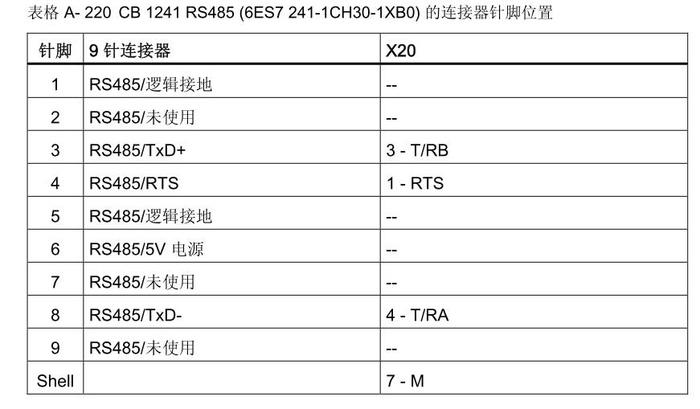 表格 A- 220 CB 1241 RS485 (6ES7 241-1CH30-1XB0) 的连接器针脚位置
针脚 9 针连接器 X20
1 RS485/逻辑接地 --
2 RS485/未使用 --
3 RS485/TxD+ 3 - T/RB
4 RS485/RTS 1 - RTS
5 RS485/逻辑接地 --
6 RS485/5V 电源 --
7 RS485/未使用 --
8 RS485/TxD- 4 - T/RA
9 RS485/未使用 --
Shell 7 - M